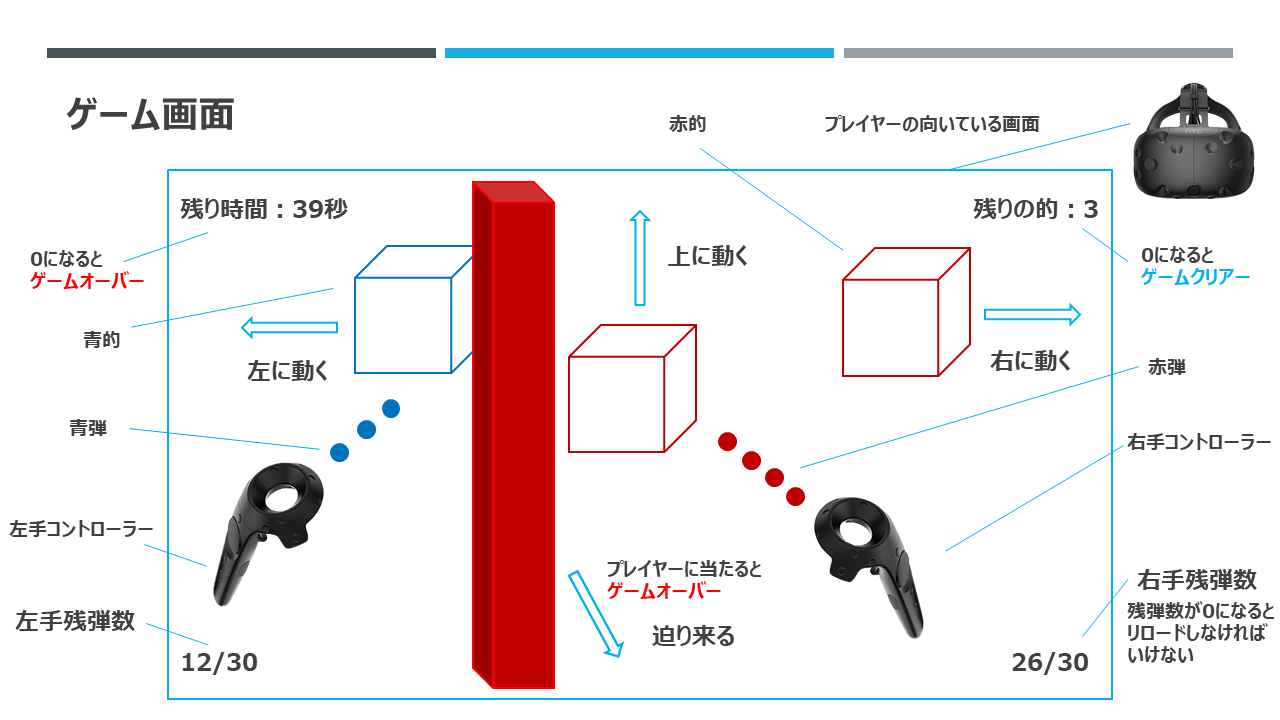 ゲーム画面
赤的
プレイヤーの向いている画面
hTC
残り時間：39秒
残りの的：3
0になると
ゲームオーバー
上に動く
0になると
ゲームクリアー
青的
左に動く
右に動く
赤弾
青弾
右手コントローラー
左手コントローラー
プレイヤーに当たると
ゲームオーバー
迫り来る
右手残弾数
残弾数が0になると
リロードしなければ
いけない
左手残弾数
12/30
26/30